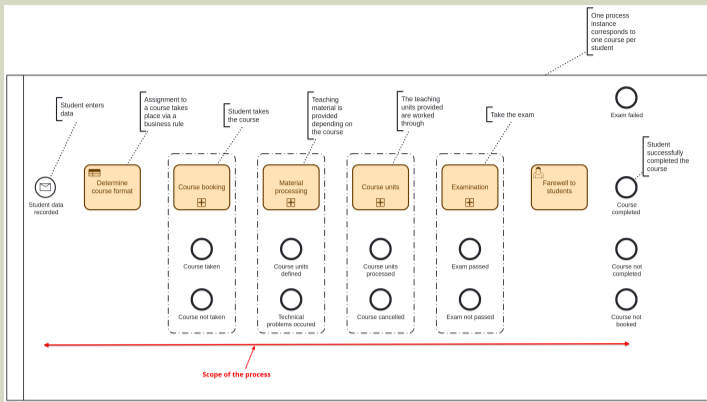 One process
instance
corresponds to
one course per
student
Exam failed
Student enters
data
Assignment to
a course takes
place via a
business rule
Student takes
the course
Teaching
material is
provided
depending on
the course
The teaching
units provided
are worked
through
Take the exam
Student
successfully
completed the
course
Student data
recorded
Determine
course format
Course booking
Material
processing
Course units
Examination
Farewell to
students
Course
completed
Course taken
Course units
defined
Course units
processed
Exam passed
Course not
completed
Course not taken
Technical
problems occured
Course cancelled
Exam not passed
Course not
booked
Scope of the process